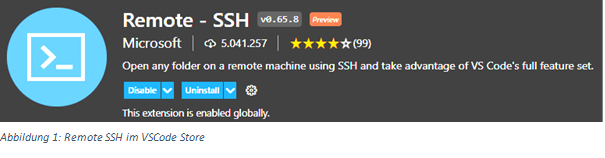 Remote - SSH v0.65.8 Preview
Microsoft 5.041.257 (99)
Open any folder on a remote machine using SSH and take advantage of VS Code's full feature set.
Disable Uninstall
This extension is enabled globally.
Abbildung 1: Remote SSH im VSCode Store